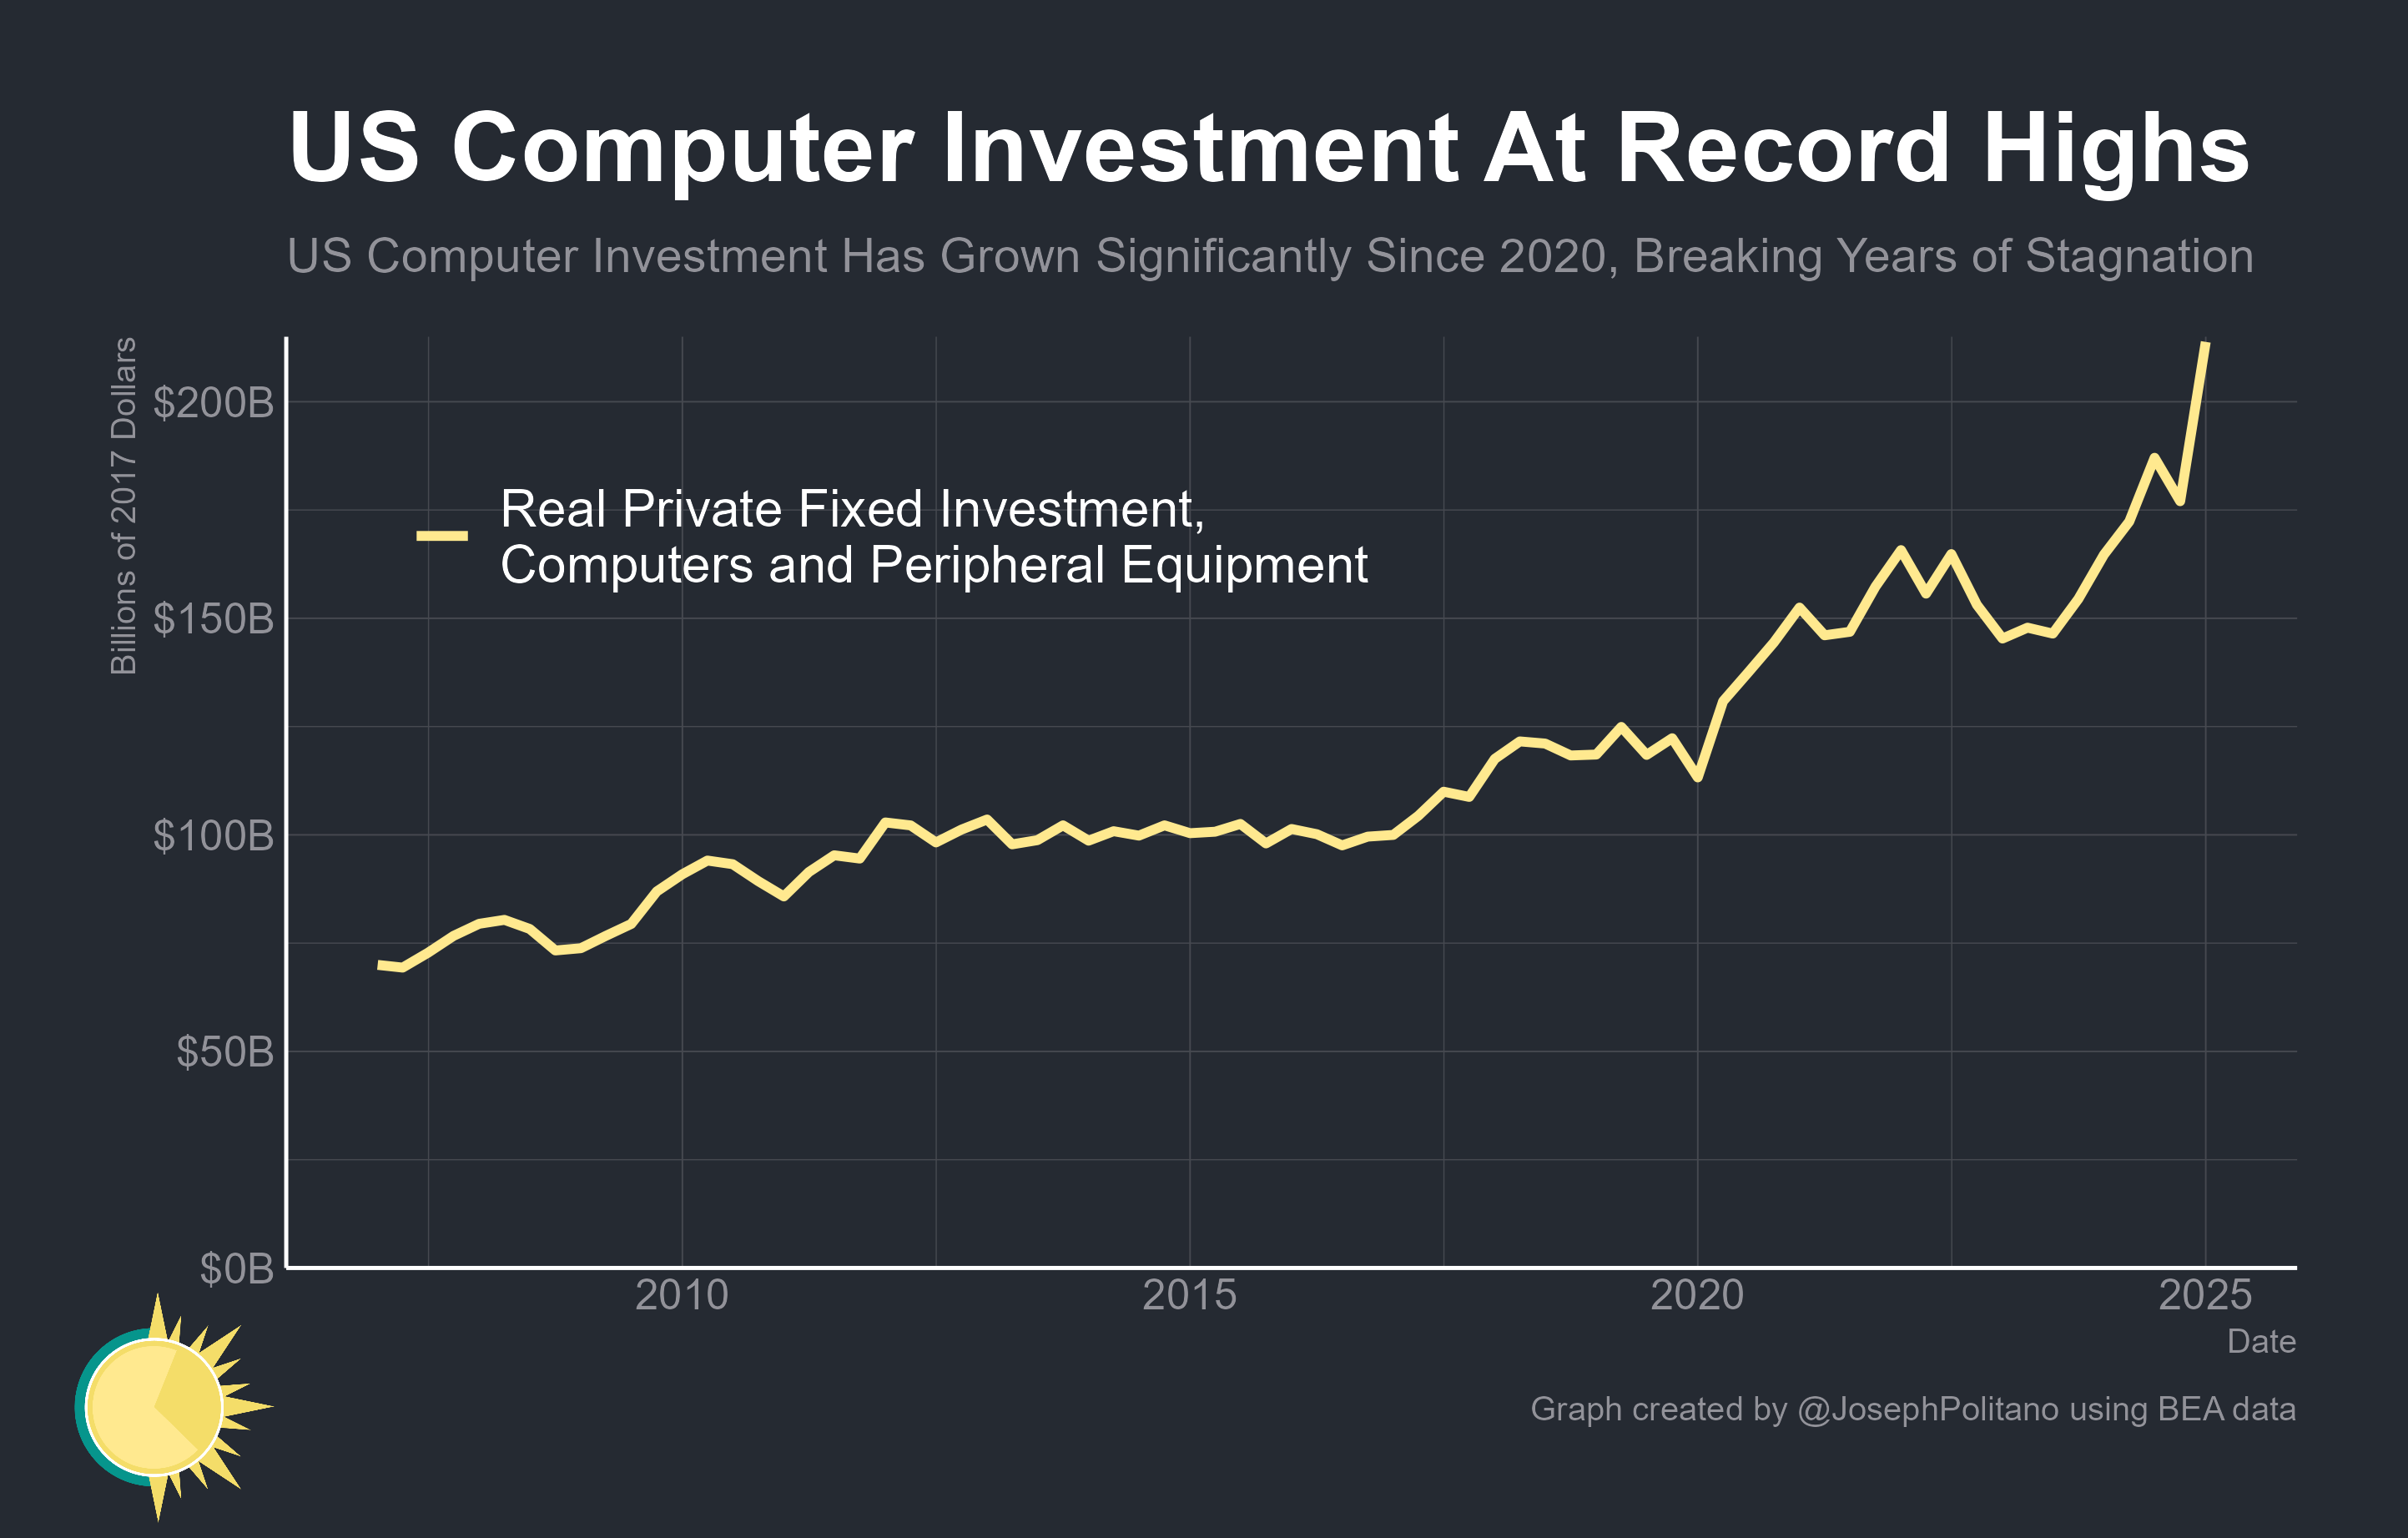 US Computer Investment At Record Highs
US Computer Investment Has Grown Significantly Since 2020, Breaking Years of Stagnation
Billions of 2017 Dollars
$200B
$150B
$100B
$50B
$0B
Real Private Fixed Investment,
Computers and Peripheral Equipment
2010
2015
2020
2025
Date
Graph created by @JosephPolitano using BEA data